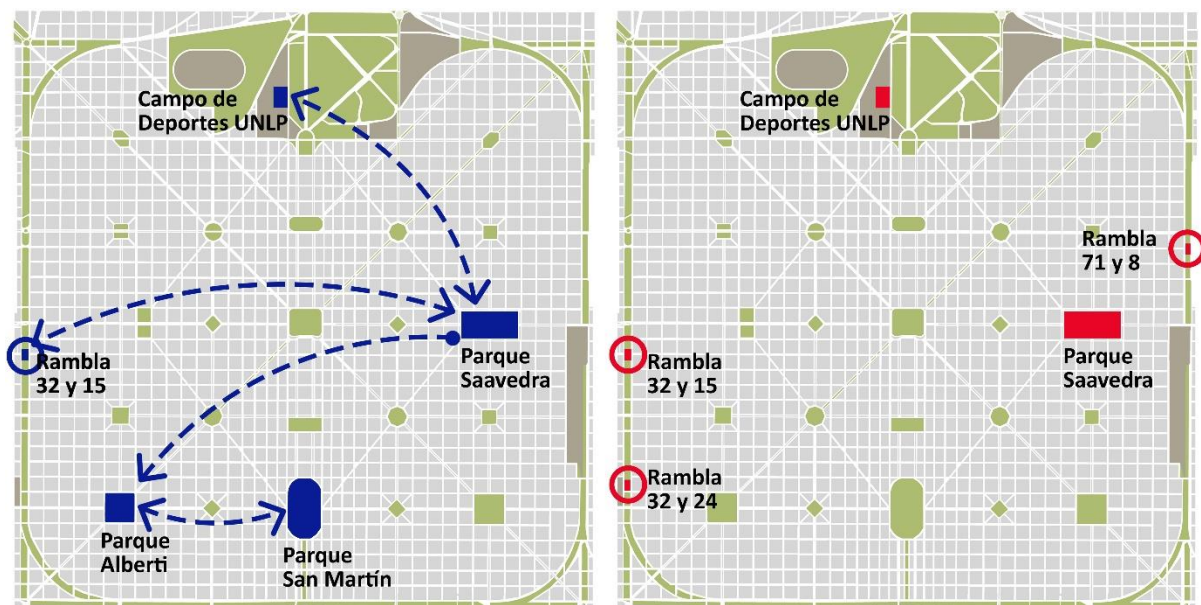 Campo de
Deportes UNLP
Rambla
32 y 15
Parque
Saavedra
Parque
Alberti
Parque
San Martín
Campo de
Deportes UNLP
Rambla
71 y 8
Rambla
32 y 15
Parque
Saavedra
Rambla
32 y 24